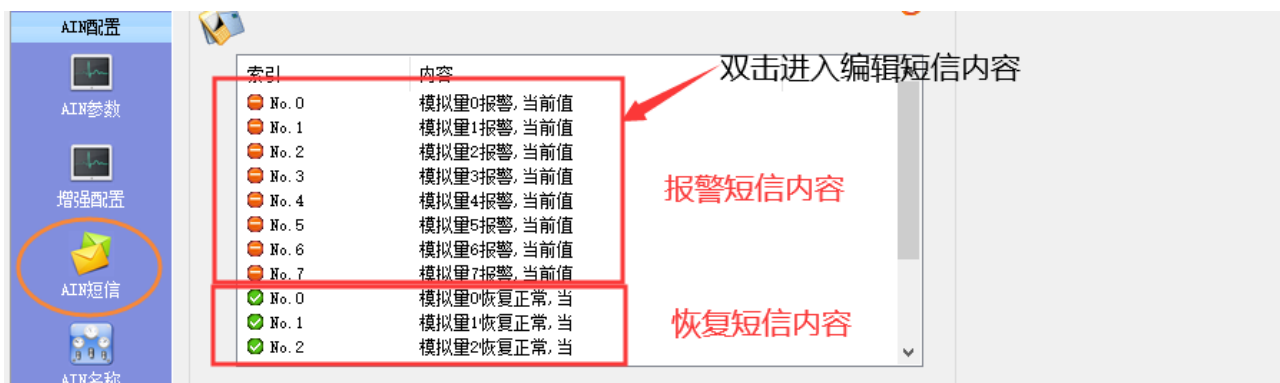 AIN配置
AIN参数
增强配置
AIN短信
AIN名称
索引 内容
双击进入编辑短信内容
No.0 模拟量0报警,当前值
No.1 模拟量1报警,当前值
No.2 模拟量2报警,当前值
No.3 模拟量3报警,当前值
No.4 模拟量4报警,当前值
No.5 模拟量5报警,当前值
No.6 模拟量6报警,当前值
No.7 模拟量7报警,当前值
报警短信内容
No.0 模拟量0恢复正常,当
No.1 模拟量1恢复正常,当
No.2 模拟量2恢复正常,当
恢复短信内容